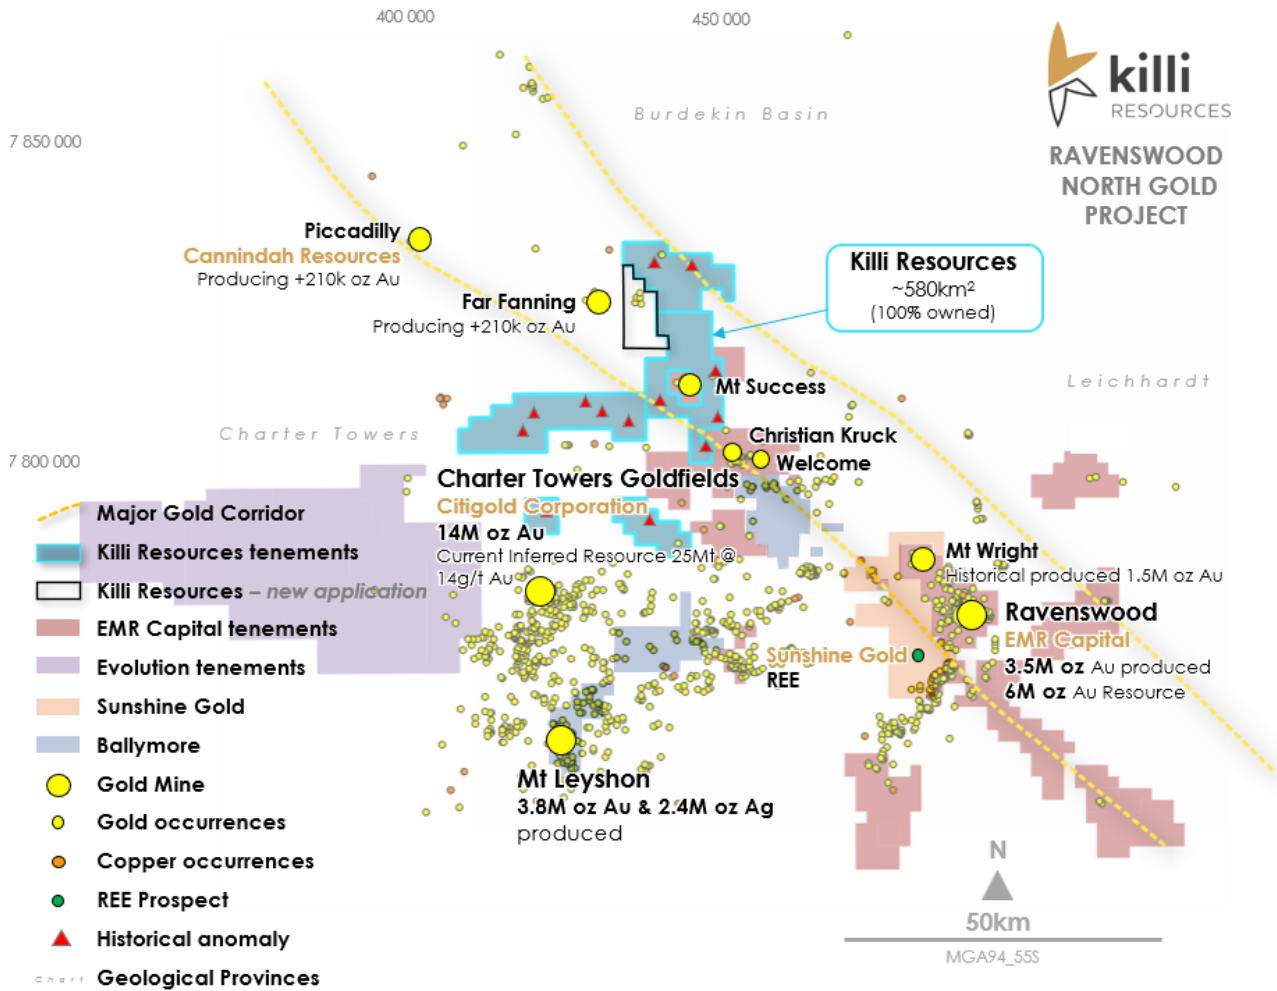 400 000
450 000
killi
RESOURCES
Burdekin Basin
7 850 000
RAVENSWOOD
NORTH GOLD
PROJECT
Piccadilly
Cannindah Resources
Producing +210k oz Au
Killi Resources
~580km²
(100% owned)
Far Fanning
Producing +210k oz Au
Mt Success
Leichhardt
Charter Towers
Christian Kruck
Welcome
7 800 000
Charter Towers Goldfields
Citigold Corporation
14M oz Au
Current Inferred Resource 25Mt @
14g/t Au
Mt Wright
Historical produced 1.5M oz Au
Ravenswood
EMR Capital
3.5M oz Au produced
6M oz Au Resource
Sunshine Gold
REE
Mt Leyshon
3.8M oz Au & 2.4M oz Ag
produced
Major Gold Corridor
Killi Resources tenements
Killi Resources – new application
EMR Capital tenements
Evolution tenements
Sunshine Gold
Ballymore
Gold Mine
Gold occurrences
Copper occurrences
REE Prospect
Historical anomaly
Chart
Geological Provinces
N
50km
MGA94_55S